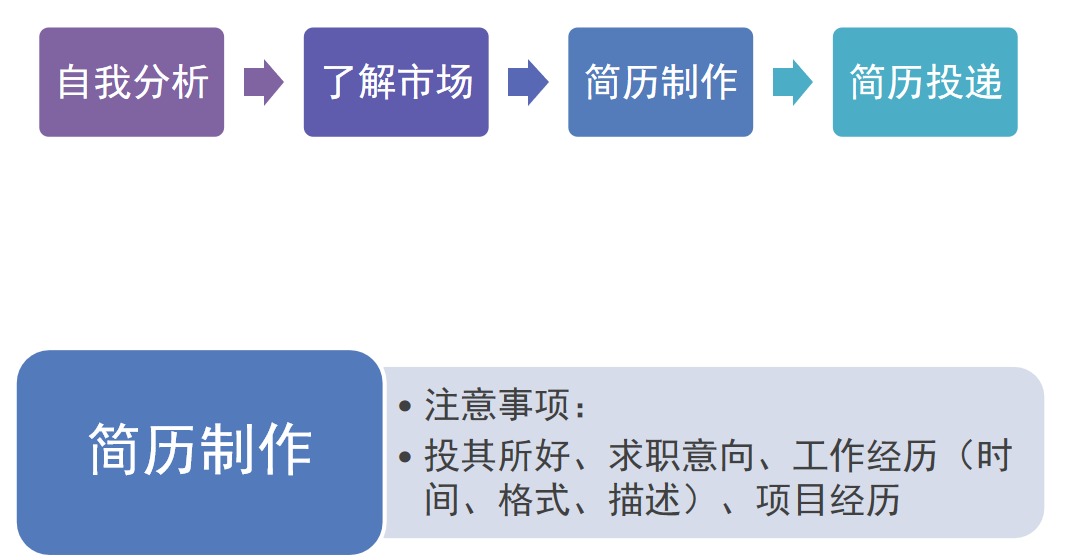 自我分析
了解市场
简历制作
简历投递
简历制作
• 注意事项：
• 投其所好、求职意向、工作经历（时
间、格式、描述）、项目经历